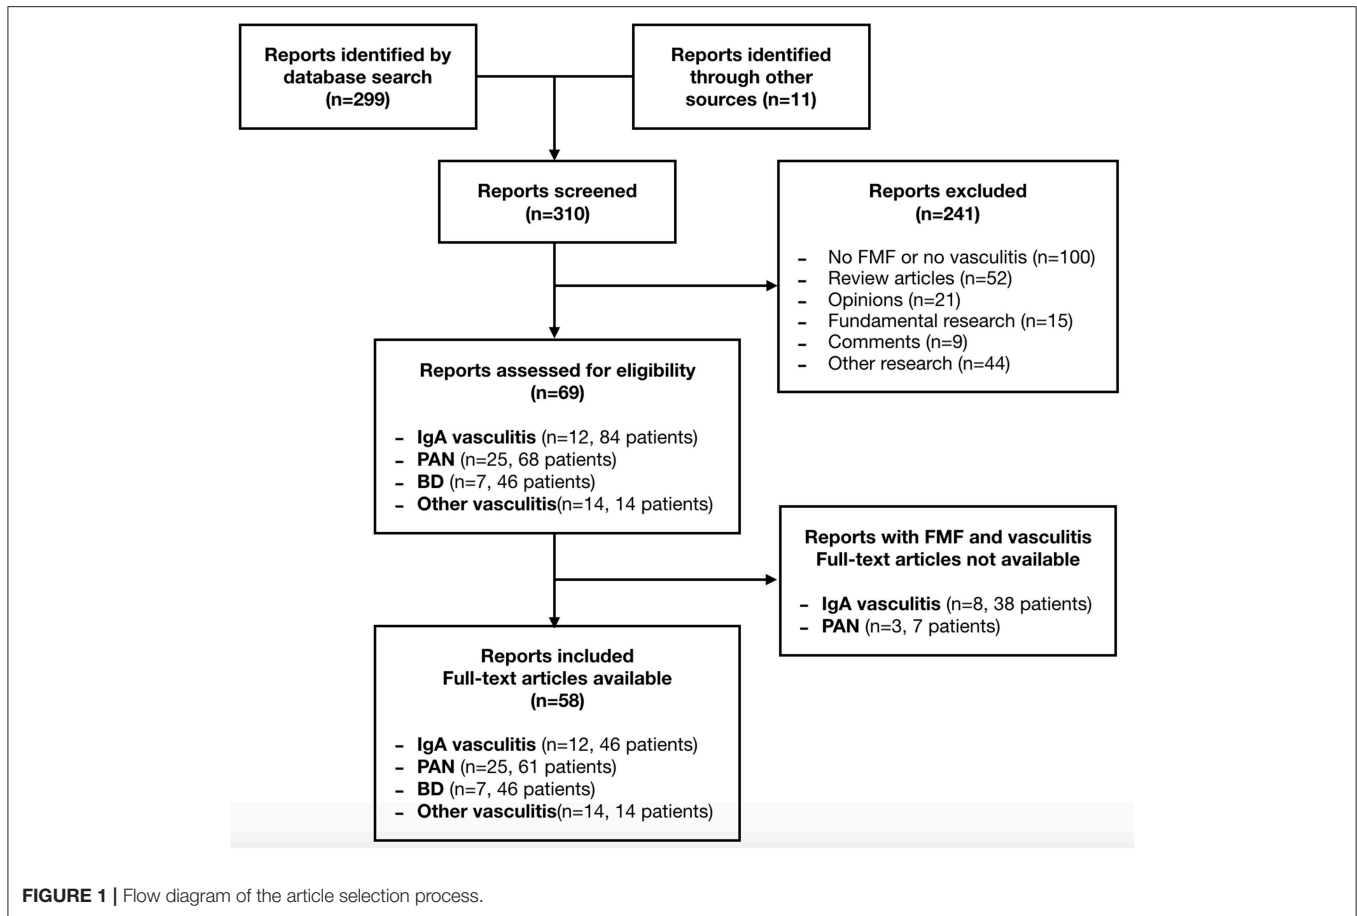 Reports identified by
database search
(n=299)
Reports identified
through other
sources (n=11)
Reports screened
(n=310)
Reports excluded
(n=241)
- No FMF or no vasculitis (n=100)
- Review articles (n=52)
- Opinions (n=21)
- Fundamental research (n=15)
- Comments (n=9)
- Other research (n=44)
Reports assessed for eligibility
(n=69)
- IgA vasculitis (n=12, 84 patients)
- PAN (n=25, 68 patients)
- BD (n=7, 46 patients)
- Other vasculitis(n=14, 14 patients)
Reports with FMF and vasculitis
Full-text articles not available
- IgA vasculitis (n=8, 38 patients)
- PAN (n=3, 7 patients)
Reports included
Full-text articles available
(n=58)
- IgA vasculitis (n=12, 46 patients)
- PAN (n=25, 61 patients)
- BD (n=7, 46 patients)
- Other vasculitis(n=14, 14 patients)
FIGURE 1 | Flow diagram of the article selection process.